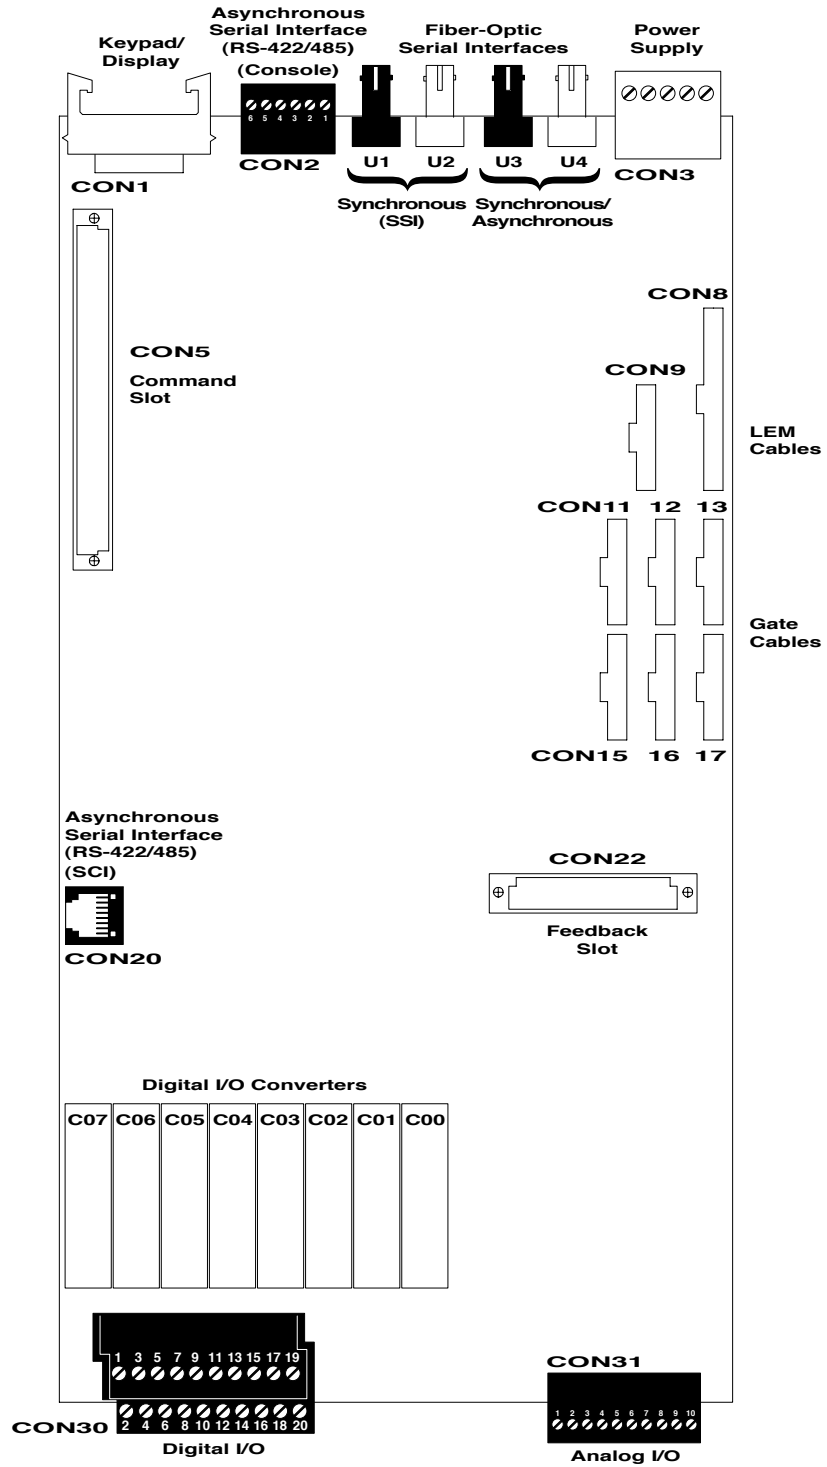 Keypad/
Display
Asynchronous
Serial Interface
(RS-422/485)
(Console)
Fiber-Optic
Serial Interfaces
Power
Supply
6 5 4 3 2 1
CON1
CON2
U1 U2 U3 U4
CON3
Synchronous
(SSI)
Synchronous/
Asynchronous
CON5
Command
Slot
CON8
CON9
LEM
Cables
CON11 12 13
Gate
Cables
CON15 16 17
Asynchronous
Serial Interface
(RS-422/485)
(SCI)
CON20
CON22
Feedback
Slot
Digital I/O Converters
C07 C06 C05 C04 C03 C02 C01 C00
1 3 5 7 9 11 13 15 17 19
2 4 6 8 10 12 14 16 18 20
CON30
Digital I/O
CON31
1 2 3 4 5 6 7 8 9 10
Analog I/O